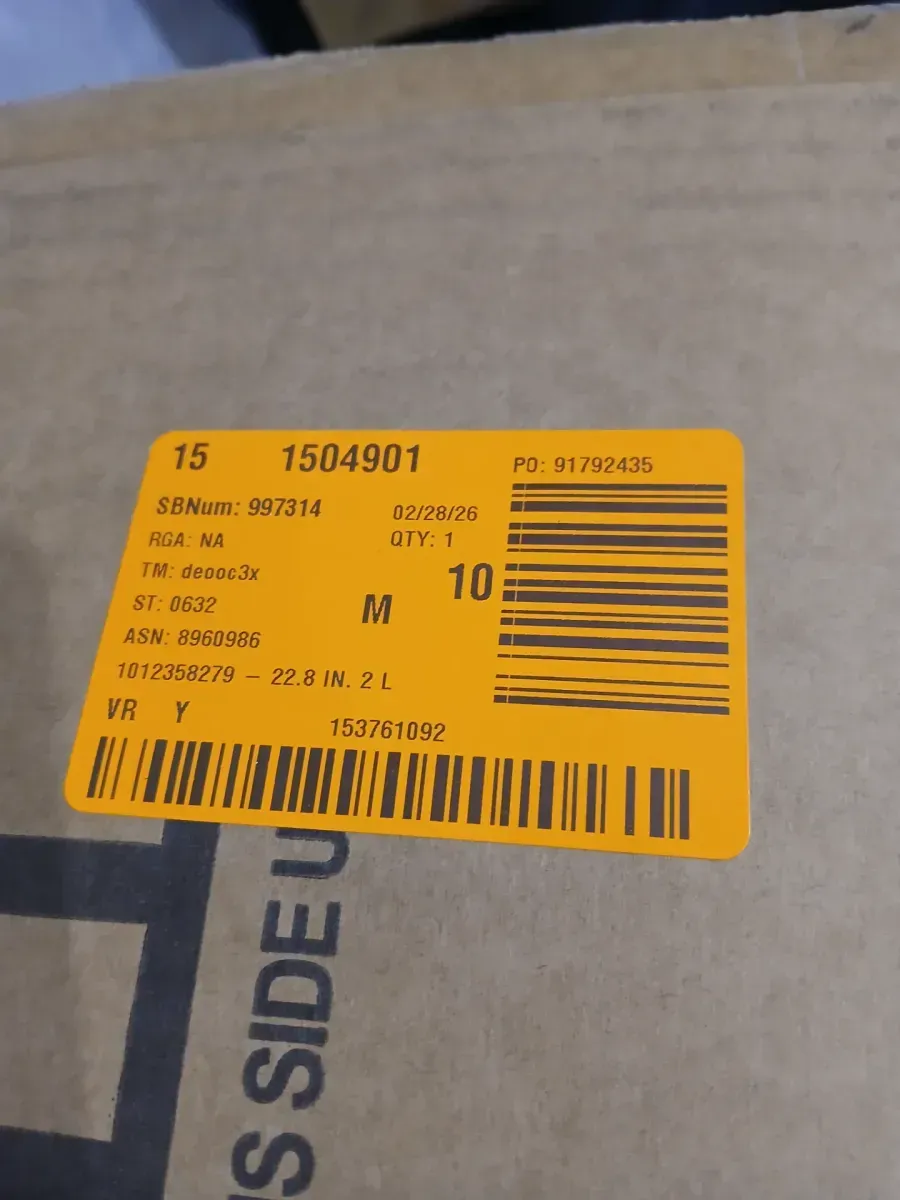 15 1504901 PO: 91792435
SBNum: 997314 02/28/26
RGA: NA QTY: 1
TM: deooc3x 10
ST: 0632 M
ASN: 8960986
1012358279 – 22.8 IN. 2 L
VR Y 153761092
SIDE